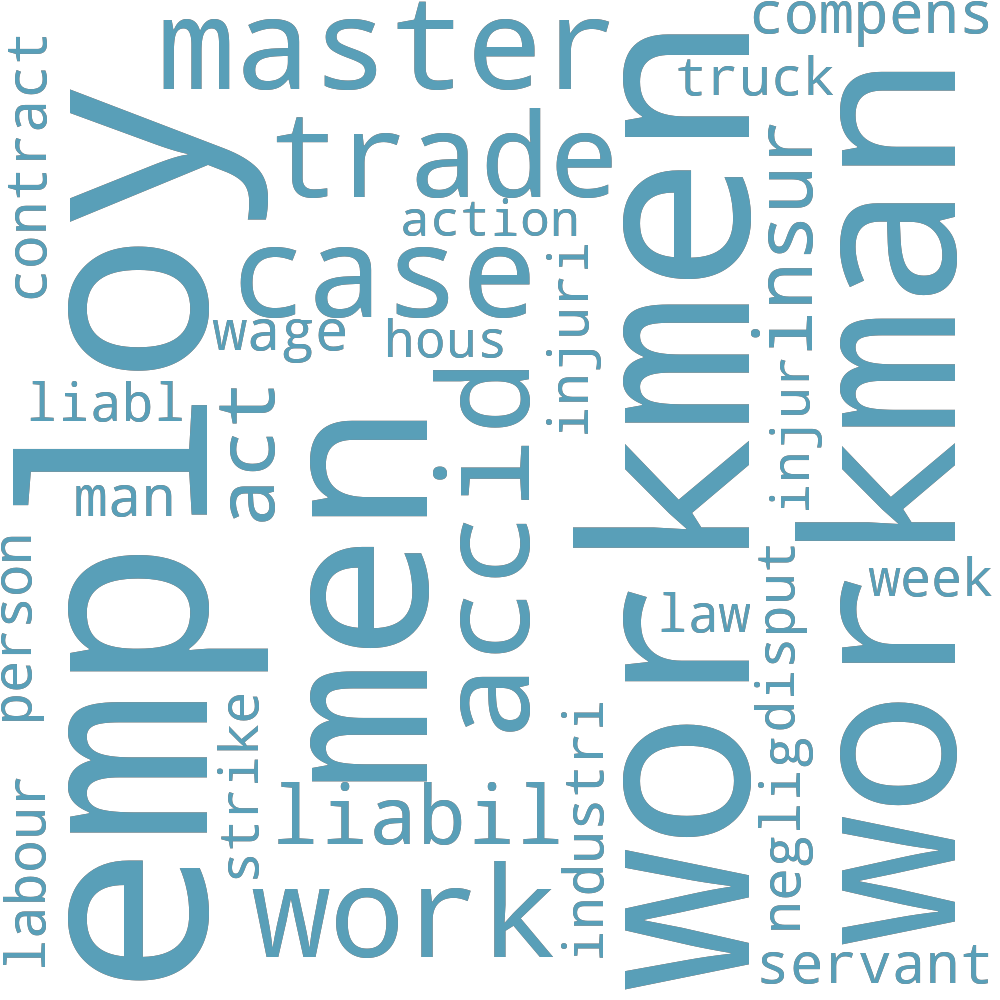 compens
master
truck
contract
trade
employ
workmen
workman
action
insur
case
injuri
wage
hous
accid
liabl
act
men
injuri
man
person
disput
week
law
strike
industri
neglig
labour
liabil
work
servant